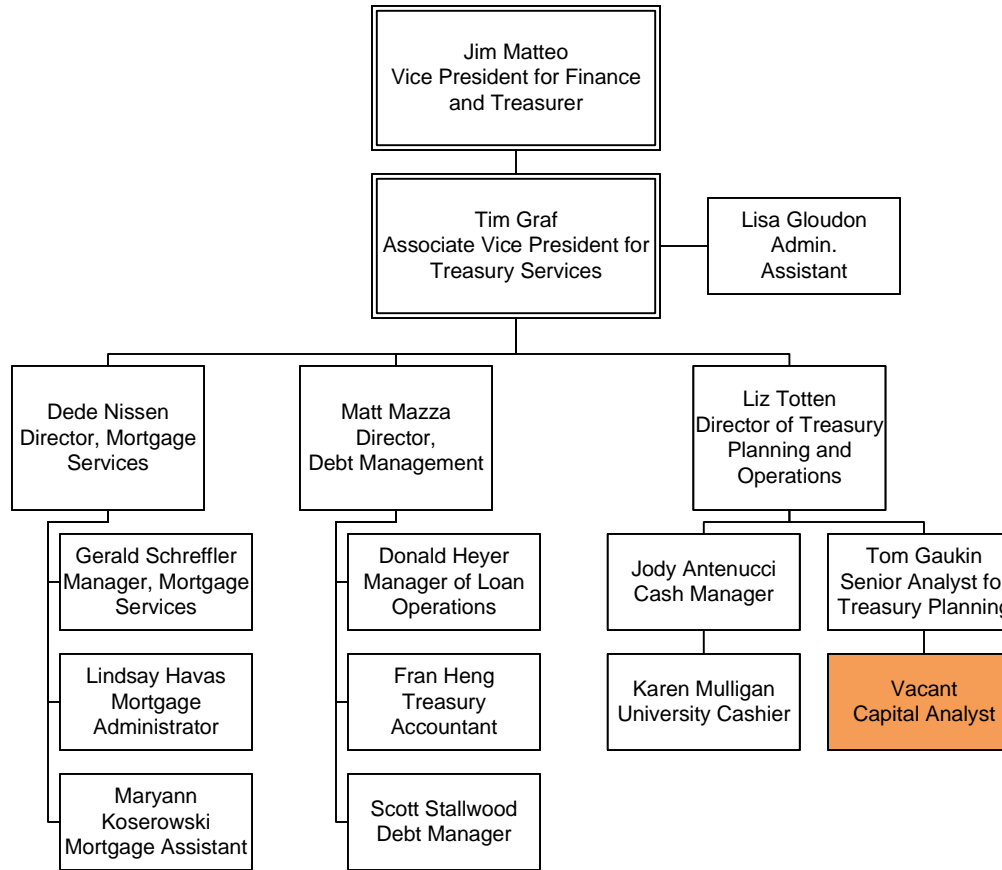 Jim Matteo
Vice President for Finance
and Treasurer
Tim Graf
Associate Vice President for
Treasury Services
Lisa Gloudon
Admin.
Assistant
Dede Nissen
Director, Mortgage
Services
Matt Mazza
Director,
Debt Management
Liz Totten
Director of Treasury
Planning and
Operations
Gerald Schreffler
Manager, Mortgage
Services
Donald Heyer
Manager of Loan
Operations
Jody Antenucci
Cash Manager
Tom Gaukin
Senior Analyst fo
Treasury Planning
Lindsay Havas
Mortgage
Administrator
Fran Heng
Treasury
Accountant
Karen Mulligan
University Cashier
Vacant
Capital Analyst
Maryann
Koserowski
Mortgage Assistant
Scott Stallwood
Debt Manager